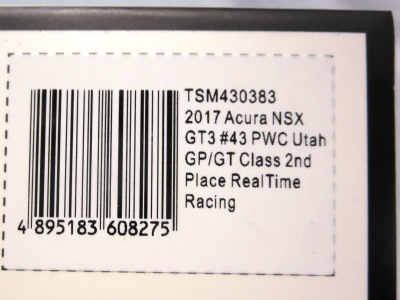 TSM430383
2017 Acura NSX
GT3 #43 PWC Utah
GP/GT Class 2nd
Place RealTime
Racing
4 895183 608275